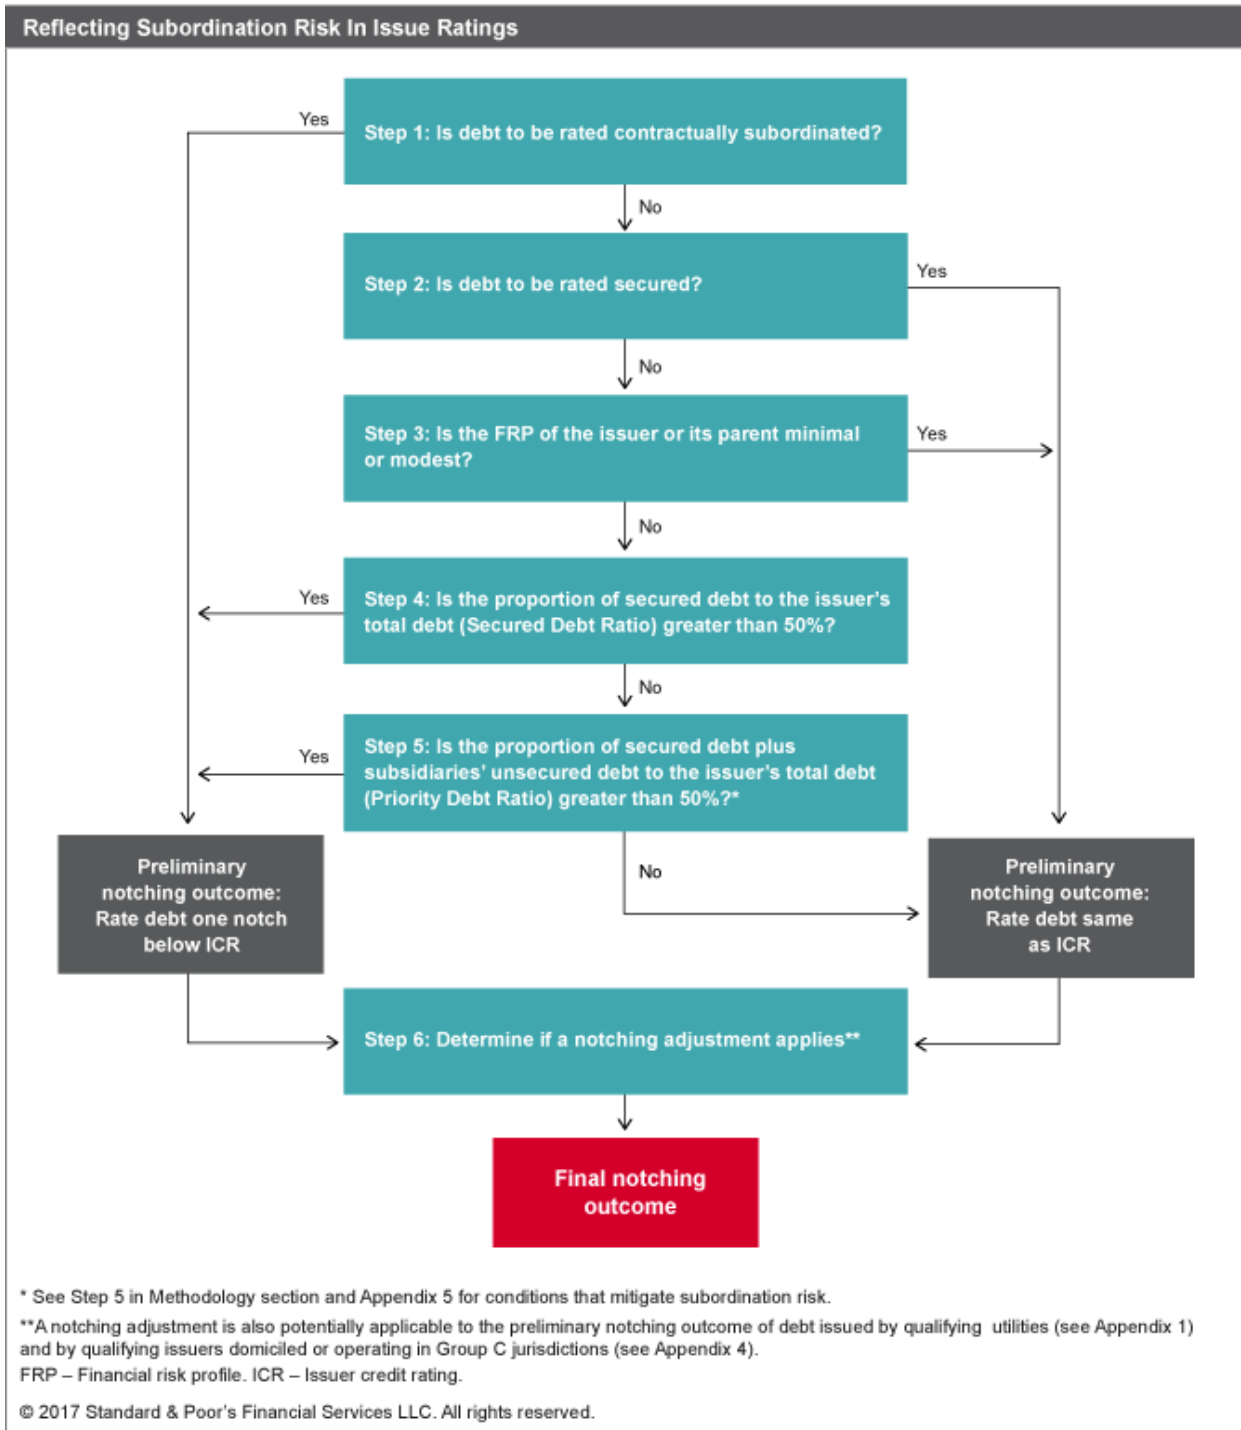 Reflecting Subordination Risk In Issue Ratings
Yes
Step 1: Is debt to be rated contractually subordinated?
No
Step 2: Is debt to be rated secured?
Yes
No
Step 3: Is the FRP of the issuer or its parent minimal
or modest?
Yes
No
Yes
Step 4: Is the proportion of secured debt to the issuer's
total debt (Secured Debt Ratio) greater than 50%?
No
Yes
Step 5: Is the proportion of secured debt plus
subsidiaries' unsecured debt to the issuer's total debt
(Priority Debt Ratio) greater than 50%?*
No
Preliminary
notching outcome:
Rate debt one notch
below ICR
Preliminary
notching outcome:
Rate debt same
as ICR
Step 6: Determine if a notching adjustment applies**
Final notching
outcome
* See Step 5 in Methodology section and Appendix 5 for conditions that mitigate subordination risk.
**A notching adjustment is also potentially applicable to the preliminary notching outcome of debt issued by qualifying utilities (see Appendix 1)
and by qualifying issuers domiciled or operating in Group C jurisdictions (see Appendix 4).
FRP – Financial risk profile. ICR – Issuer credit rating.
© 2017 Standard & Poor's Financial Services LLC. All rights reserved.